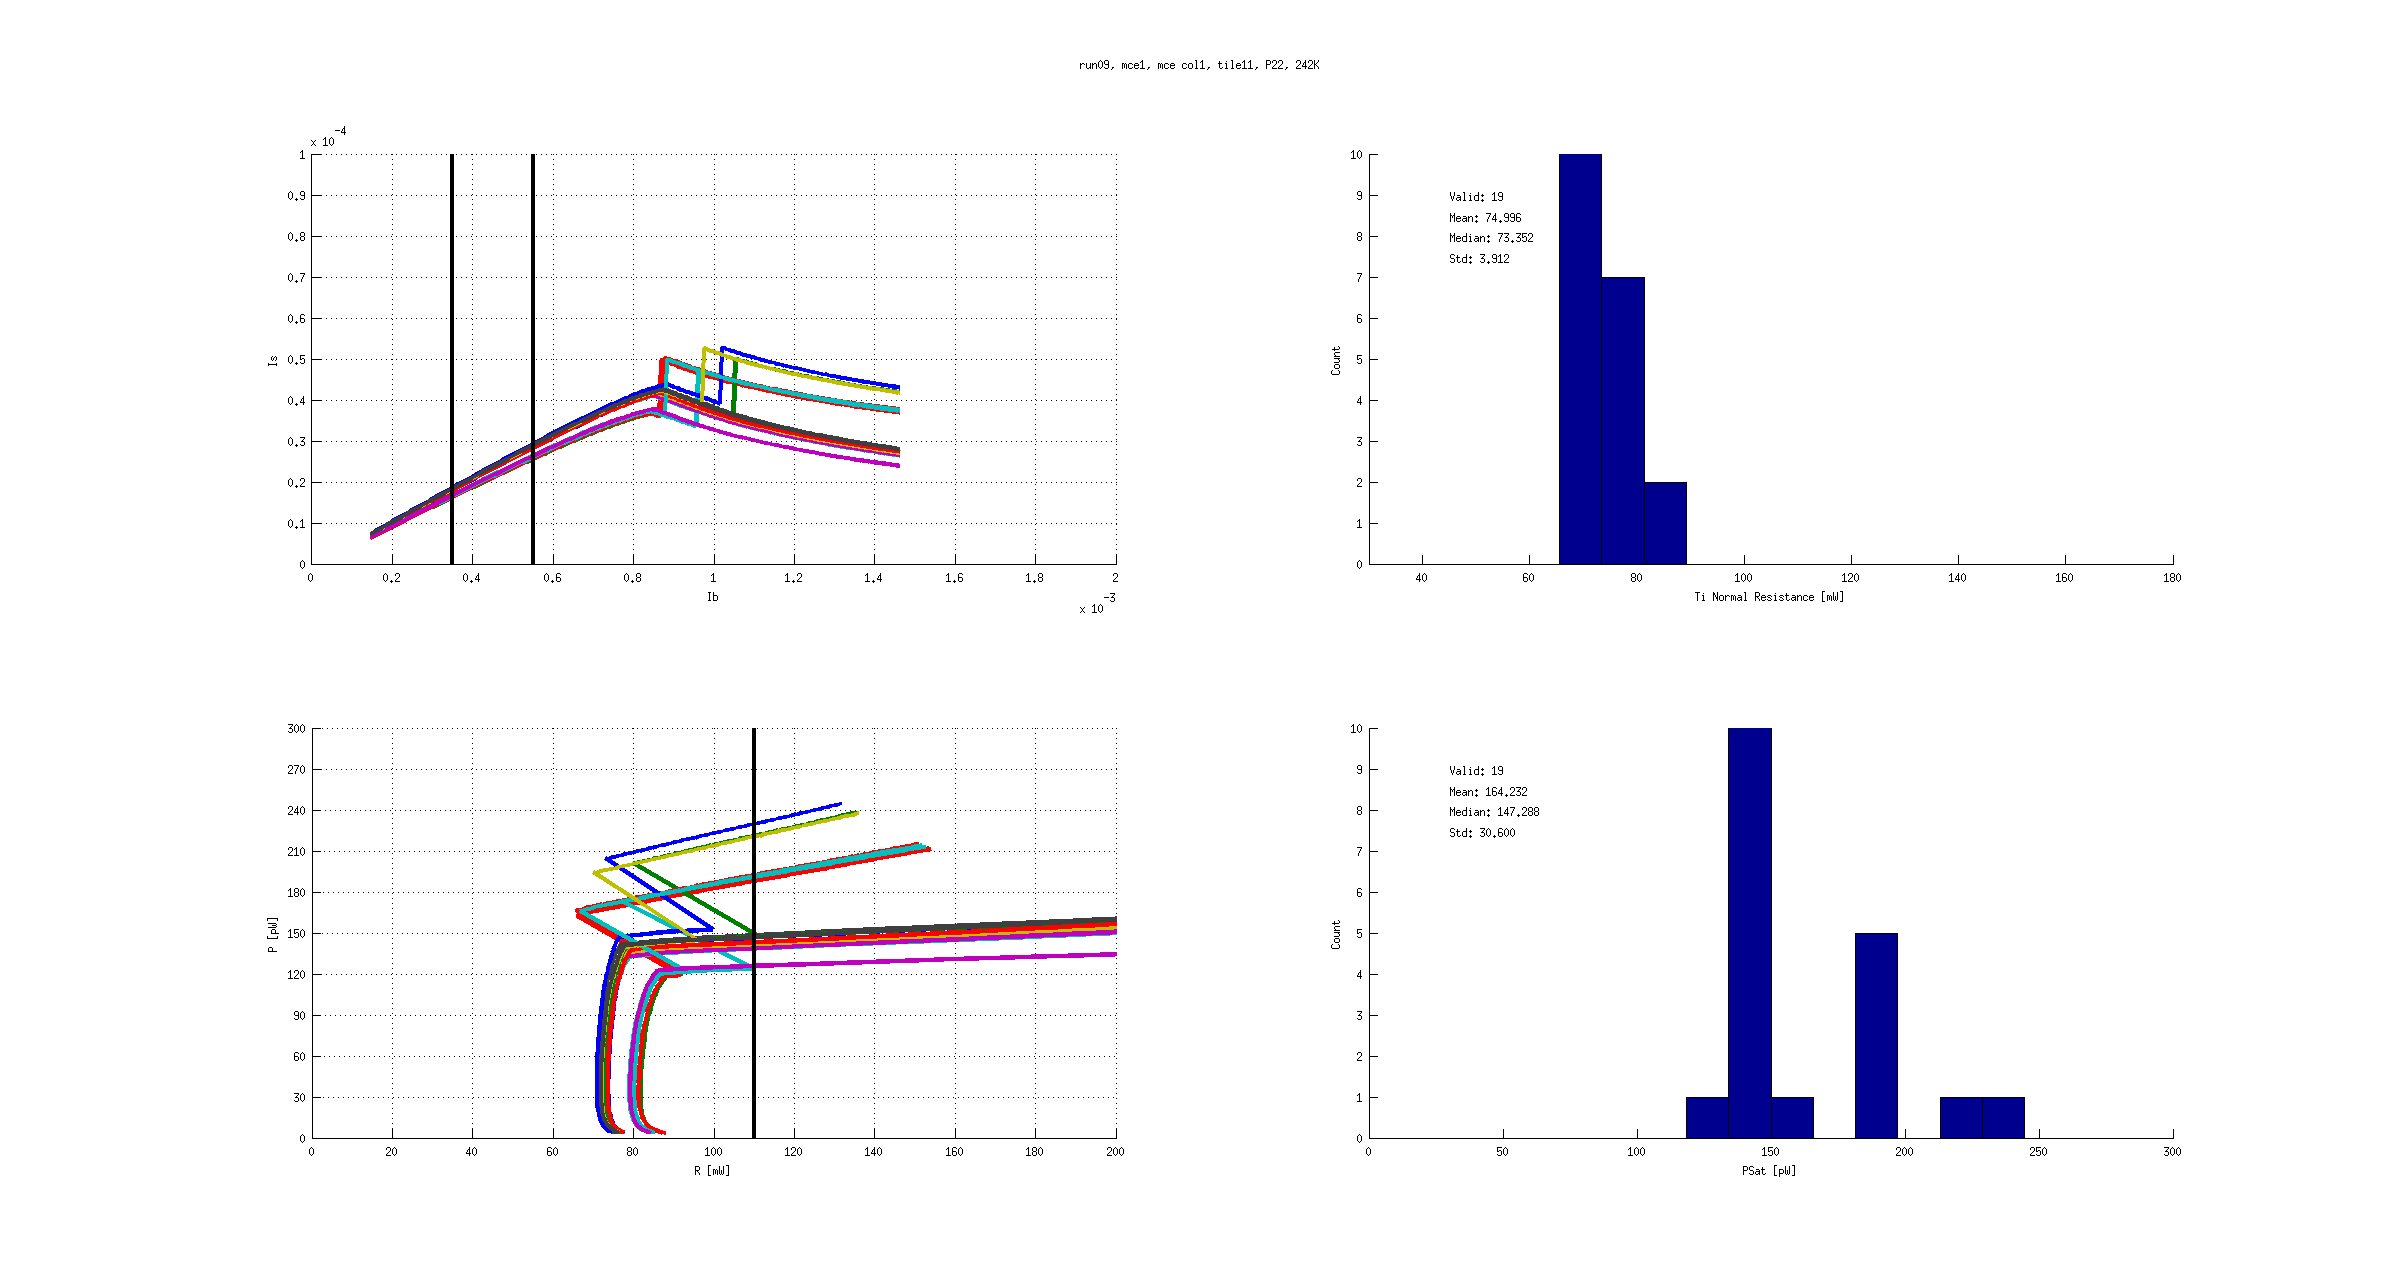 run09, mce1, mce col1, tile11, P22, 242K
x 10^-4
1
0.9
0.8
0.7
0.6
0.5
0.4
0.3
0.2
0.1
0
Is
0 0.2 0.4 0.6 0.8 1 1.2 1.4 1.6 1.8 2
Ib
x 10^-3
10
9
8
7
6
5
4
3
2
1
0
Count
Valid: 19
Mean: 74.996
Median: 73.352
Std: 3.912
40 60 80 100 120 140 160 180
Ti Normal Resistance [mW]
300
270
240
210
180
150
120
90
60
30
0
P [pW]
0 20 40 60 80 100 120 140 160 180 200
R [mW]
10
9
8
7
6
5
4
3
2
1
0
Count
Valid: 19
Mean: 164.232
Median: 147.288
Std: 30.600
0 50 100 150 200 250 300
PSat [pW]